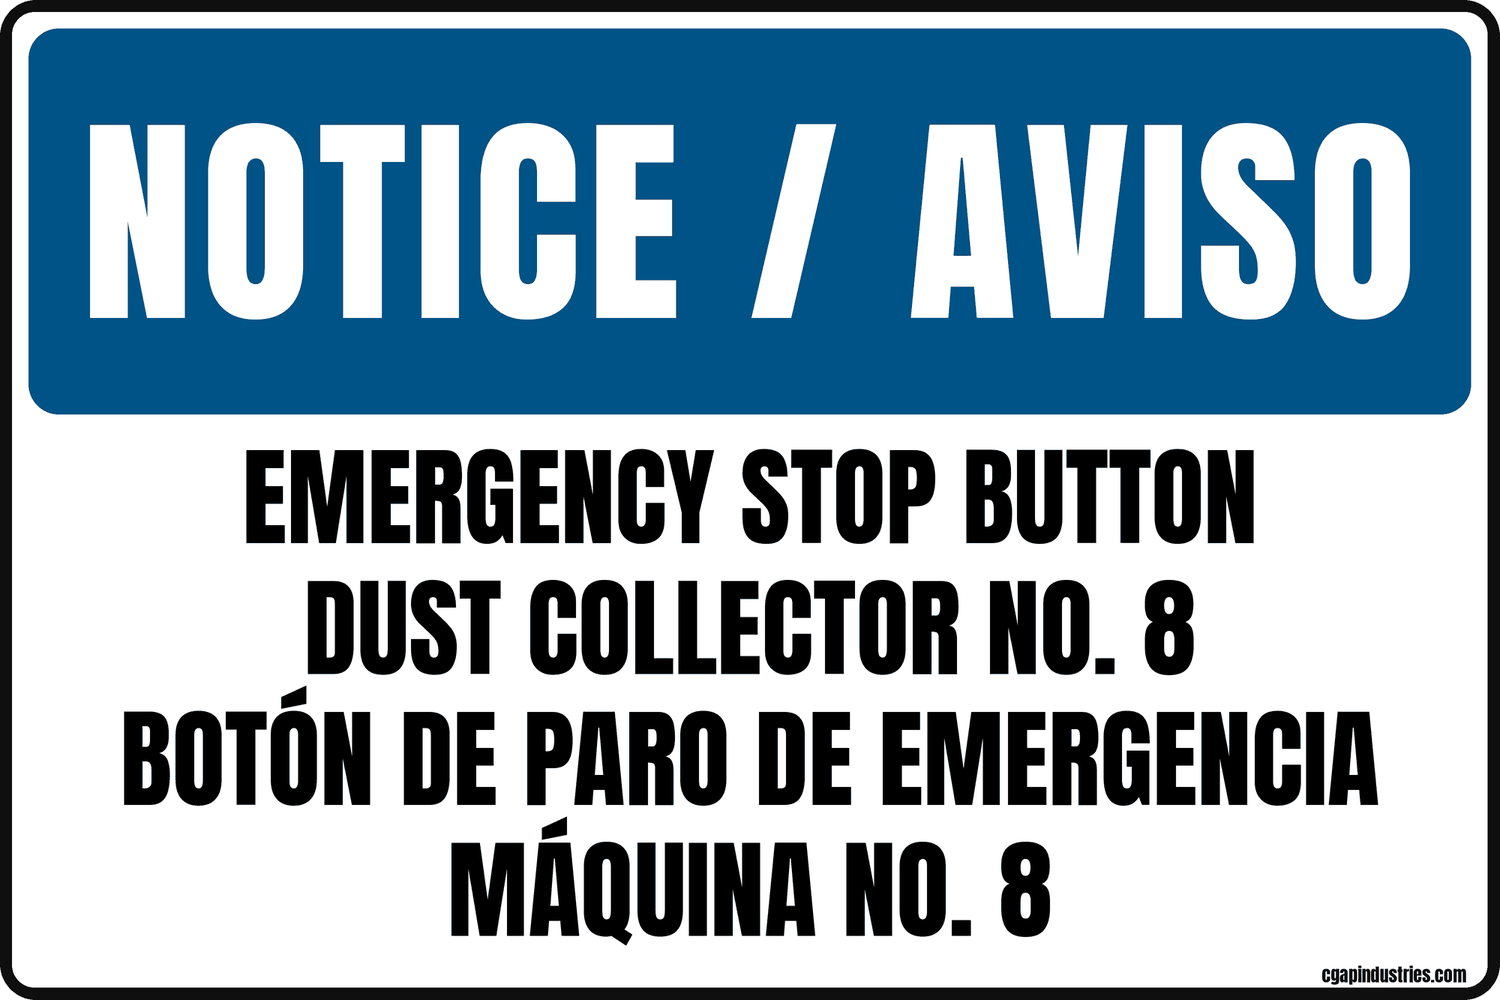 NOTICE / AVISO
EMERGENCY STOP BUTTON
DUST COLLECTOR NO. 8
BOTÓN DE PARO DE EMERGENCIA
MÁQUINA NO. 8
cgapindustries.com